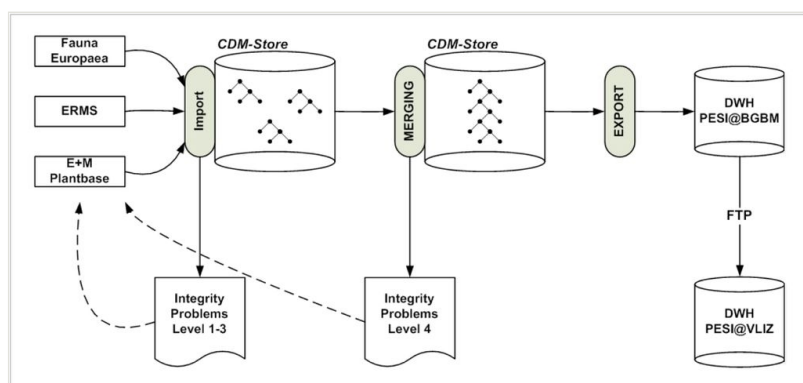 Fauna
Europaea
ERMS
E+M
Plantbase
Import
CDM-Store
MERGING
CDM-Store
EXPORT
DWH
PESI@BGBM
FTP
Integrity
Problems
Level 1-3
Integrity
Problems
Level 4
DWH
PESI@VLIZ